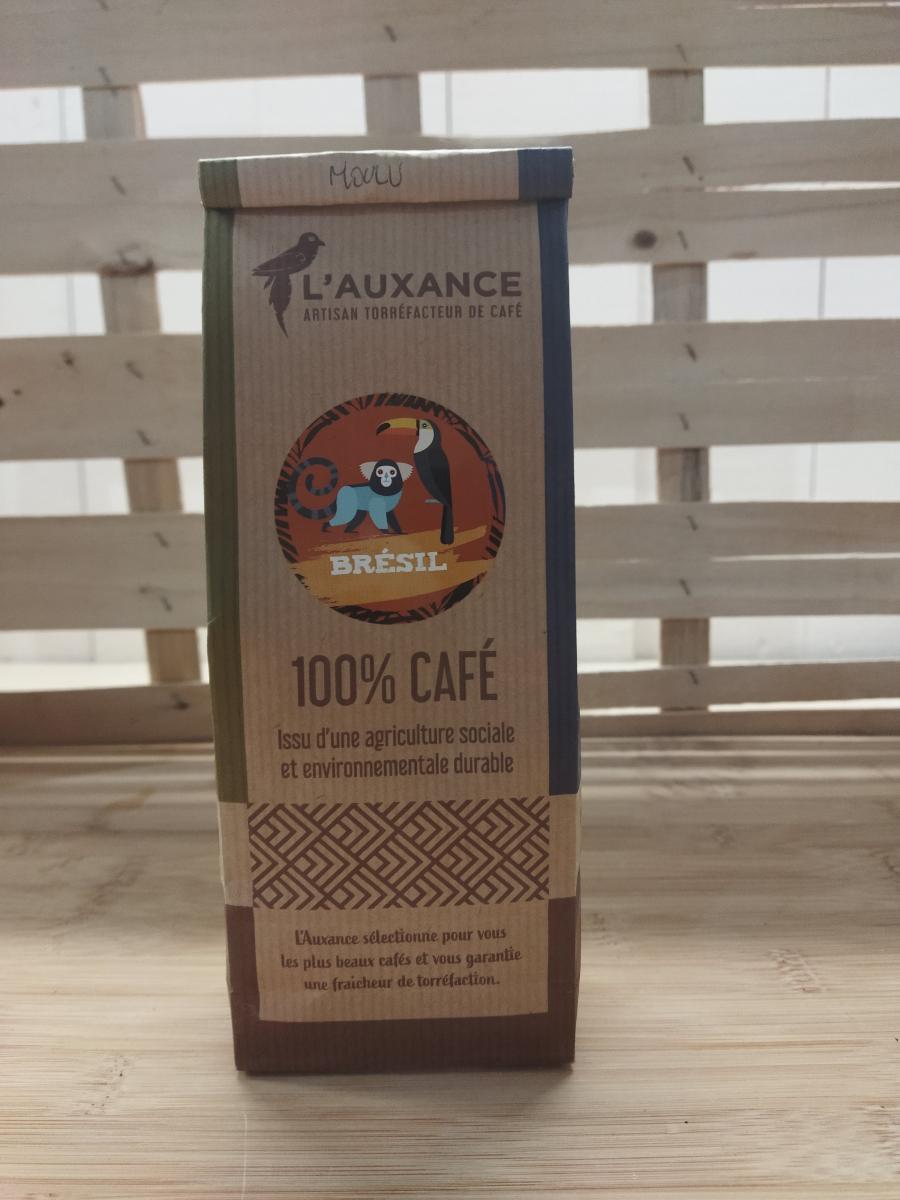 MOULU
L'AUXANCE
ARTISAN TORRÉFACTEUR DE CAFÉ
BRÉSIL
100% CAFÉ
Issu d'une agriculture sociale
et environnementale durable
L'Auxance sélectionne pour vous
les plus beaux cafés et vous garantie
une fraicheur de torréfaction.